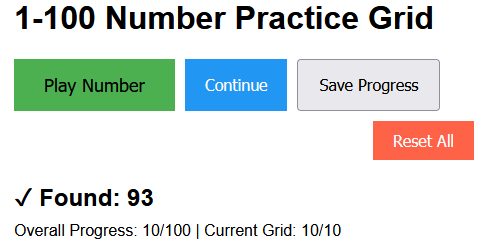 1-100 Number Practice Grid
Play Number Continue Save Progress
Reset All
✓ Found: 93
Overall Progress: 10/100 | Current Grid: 10/10